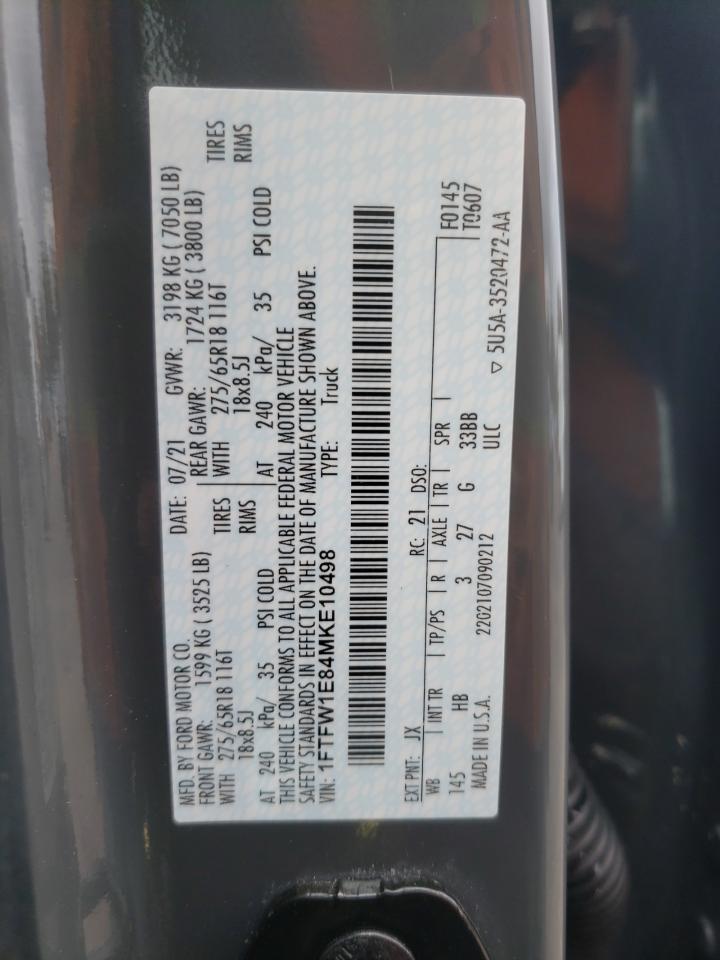 MFD. BY FORD MOTOR CO.
DATE: 07/21 GVWR: 3198 KG ( 7050 LB)
FRONT GAWR: 1599 KG ( 3525 LB) REAR GAWR: 1724 KG ( 3800 LB)
WITH 275/65R18 116T TIRES WITH 275/65R18 116T TIRES
18x8.5J RIMS 18x8.5J RIMS
AT 240 kPa/ 35 PSI COLD AT 240 kPa/ 35 PSI COLD
THIS VEHICLE CONFORMS TO ALL APPLICABLE FEDERAL MOTOR VEHICLE
SAFETY STANDARDS IN EFFECT ON THE DATE OF MANUFACTURE SHOWN ABOVE.
VIN: 1FTFW1E84MKE10498 TYPE: Truck
EXT PNT: JX RC: 21 DSO: F0145
WB INT TR TP/PS R AXLE TR SPR T0607
145 HB 3 27 G 33BB
MADE IN U.S.A. 2202107090212 ULC
▽ 5U5A-3520472-AA